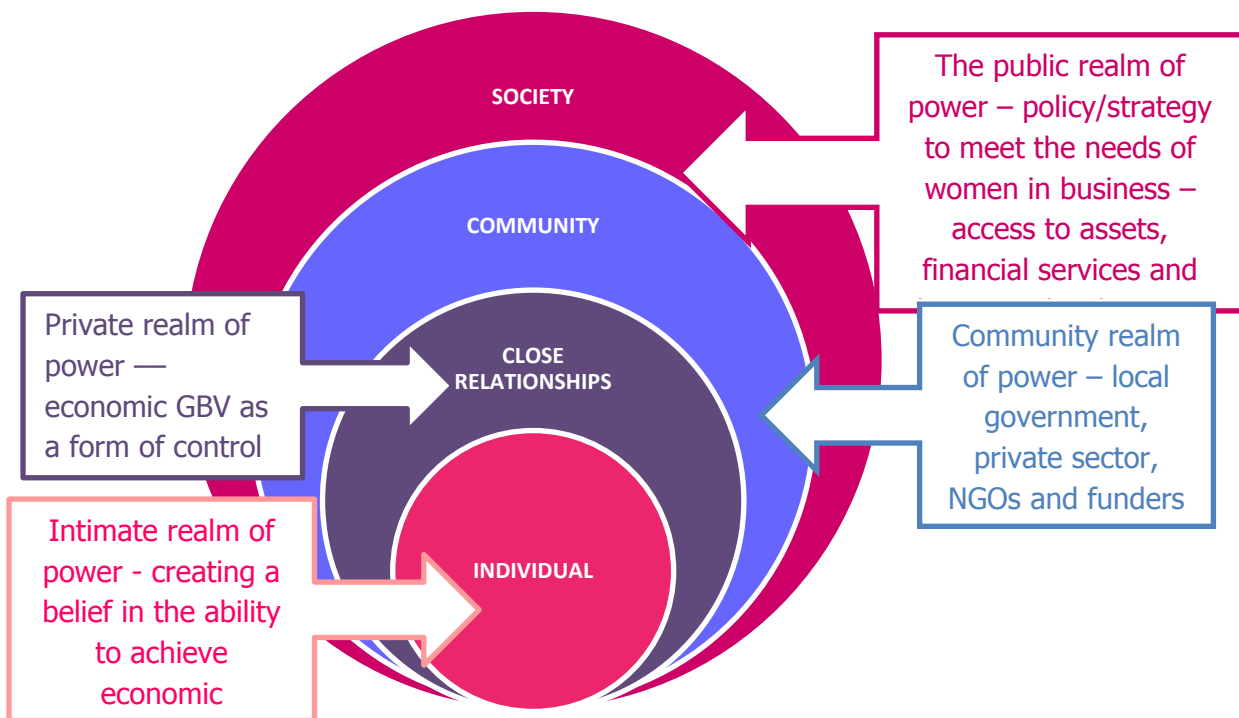 SOCIETY
The public realm of
power – policy/strategy
to meet the needs of
women in business –
access to assets,
financial services and
COMMUNITY
Private realm of
power —
economic GBV as
a form of control
CLOSE
RELATIONSHIPS
Community realm
of power – local
government,
private sector,
NGOs and funders
Intimate realm of
power - creating a
belief in the ability
to achieve
economic
INDIVIDUAL